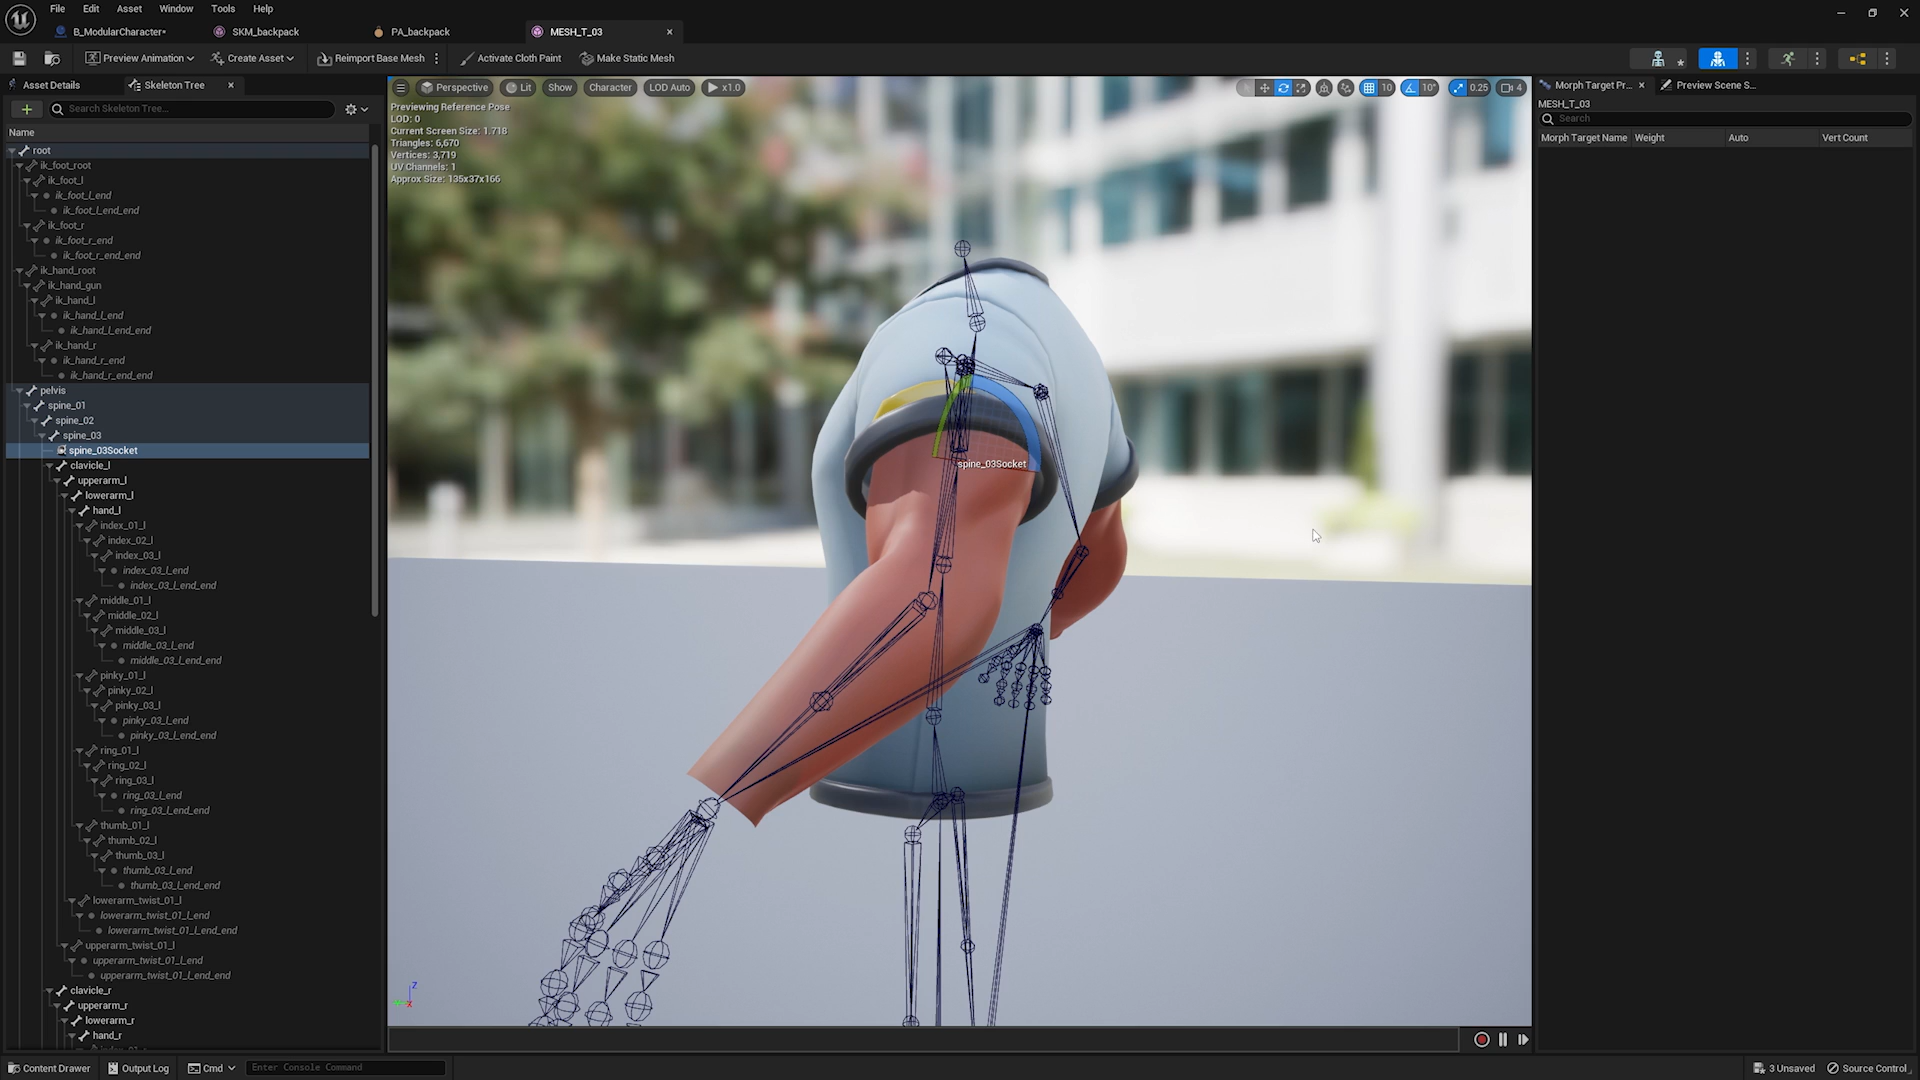 File Edit Asset Window Tools Help
B_ModularCharacter* SKM_backpack PA_backpack MESH_T_03
Preview Animation Create Asset Reimport Base Mesh Activate Cloth Paint Make Static Mesh
Asset Details Skeleton Tree
Search Skeleton Tree...
Name
root
ik_foot_root
ik_foot_l
ik_foot_l_end
ik_foot_l_end_end
ik_foot_r
ik_foot_r_end
ik_foot_r_end_end
ik_hand_root
ik_hand_gun
ik_hand_l
ik_hand_l_end
ik_hand_l_end_end
ik_hand_r
ik_hand_r_end
ik_hand_r_end_end
pelvis
spine_01
spine_02
spine_03
spine_03Socket
clavicle_l
upperarm_l
lowerarm_l
hand_l
index_01_l
index_02_l
index_03_l
index_03_l_end
index_03_l_end_end
middle_01_l
middle_02_l
middle_03_l
middle_03_l_end
middle_03_l_end_end
pinky_01_l
pinky_02_l
pinky_03_l
pinky_03_l_end
pinky_03_l_end_end
ring_01_l
ring_02_l
ring_03_l
ring_03_l_end
ring_03_l_end_end
thumb_01_l
thumb_02_l
thumb_03_l
thumb_03_l_end
thumb_03_l_end_end
lowerarm_twist_01_l
lowerarm_twist_01_l_end
lowerarm_twist_01_l_end_end
upperarm_twist_01_l
upperarm_twist_01_l_end
upperarm_twist_01_l_end_end
clavicle_r
upperarm_r
lowerarm_r
hand_r
Perspective Lit Show Character LOD Auto x1.0 10 10° 0.25 4
Previewing Reference Pose
LOD: 0
Current Screen Size: 1.718
Triangles: 6,670
Vertices: 3,719
UV Channels: 1
Approx Size: 135x37x166
spine_03Socket
Z
X
Morph Target Pr... Preview Scene S...
MESH_T_03
Search
Morph Target Name Weight Auto Vert Count
Content Drawer Output Log Cmd Enter Console Command 3 Unsaved Source Control